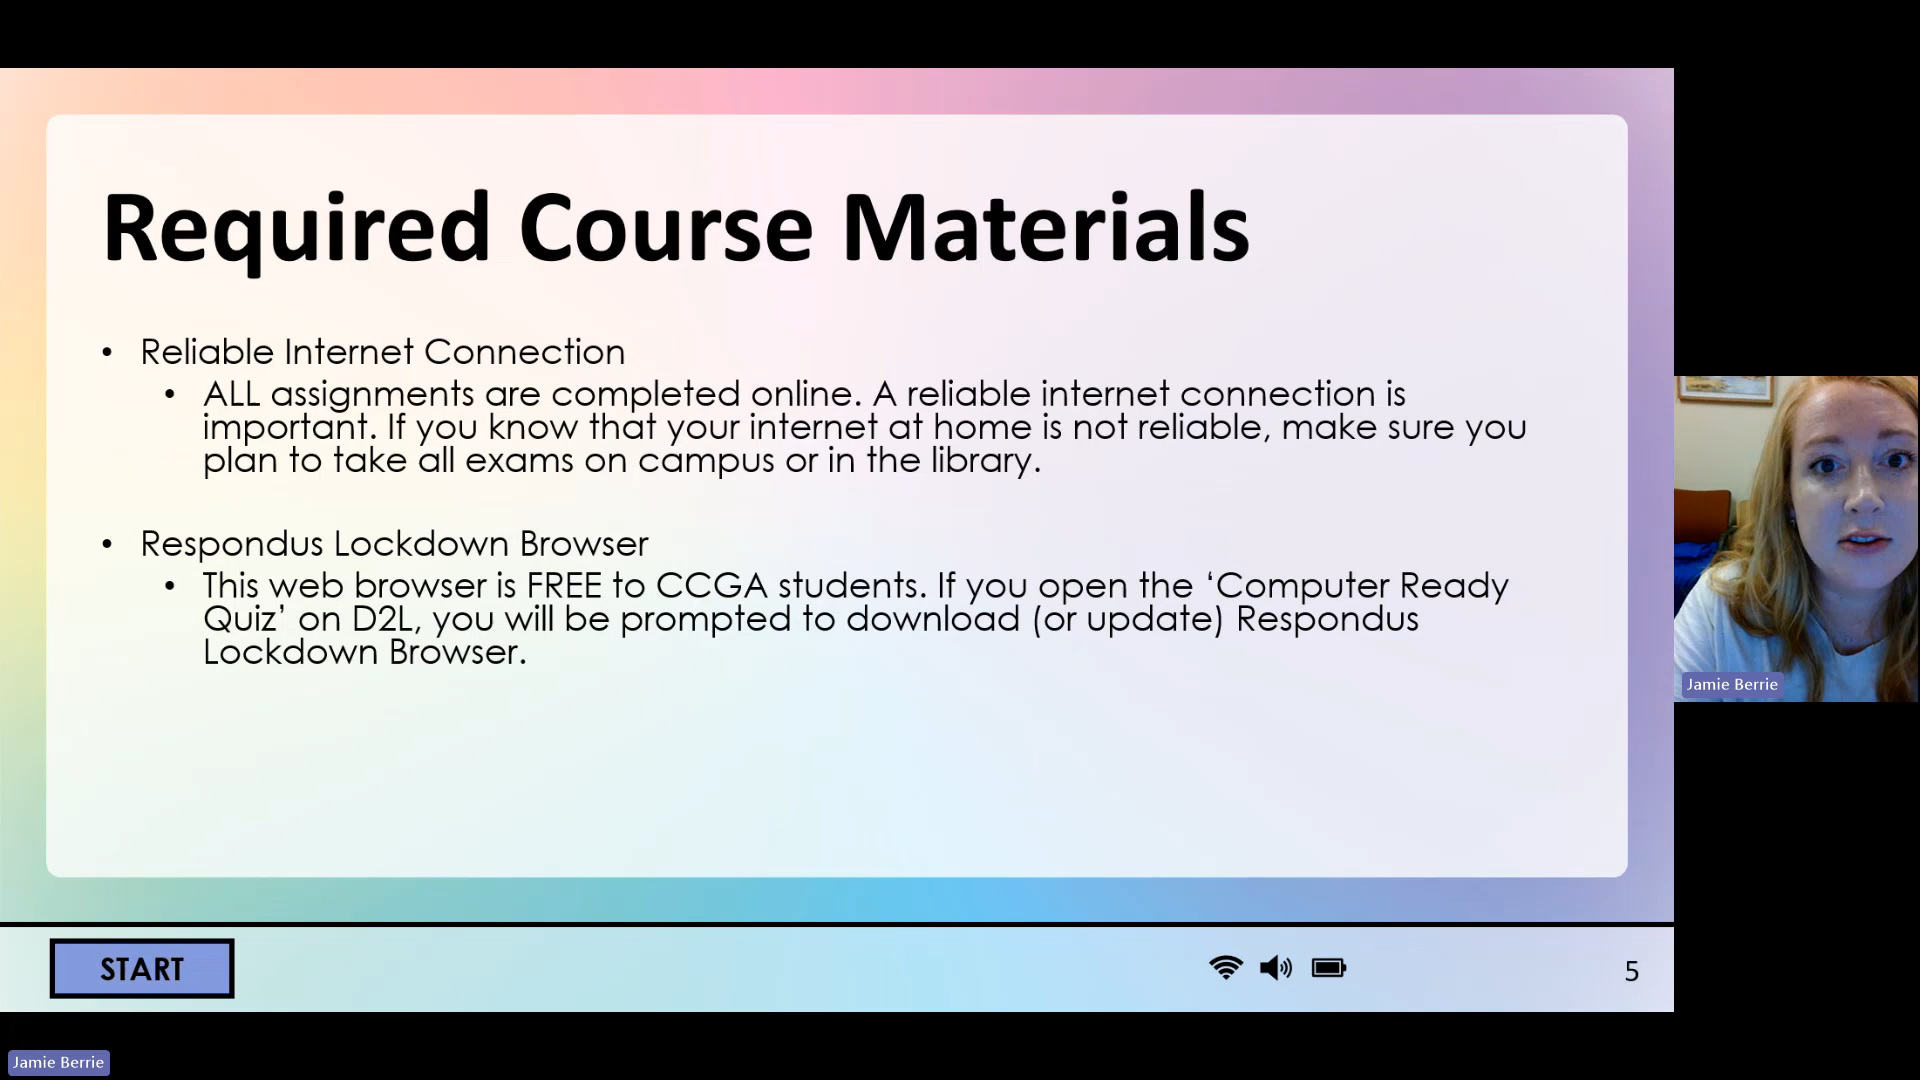 Required Course Materials
• Reliable Internet Connection
• ALL assignments are completed online. A reliable internet connection is
important. If you know that your internet at home is not reliable, make sure you
plan to take all exams on campus or in the library.
• Respondus Lockdown Browser
• This web browser is FREE to CCGA students. If you open the ‘Computer Ready
Quiz’ on D2L, you will be prompted to download (or update) Respondus
Lockdown Browser.
Jamie Berrie
START
5
Jamie Berrie